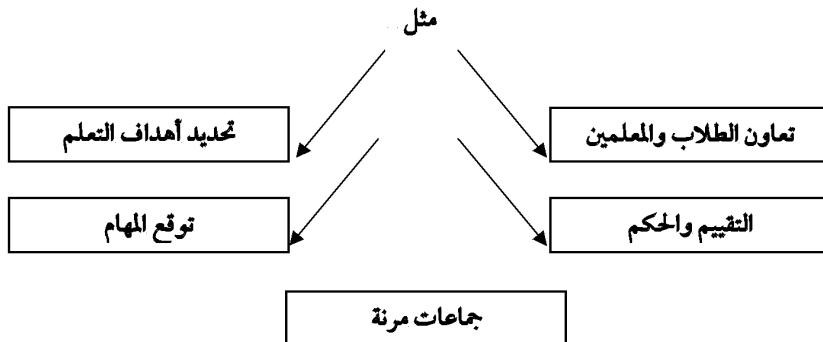 مثل
تعاون الطلاب والمعلمين
تحديد أهداف التعلم
التقييم والحكم
توقع المهام
جماعات مرنة